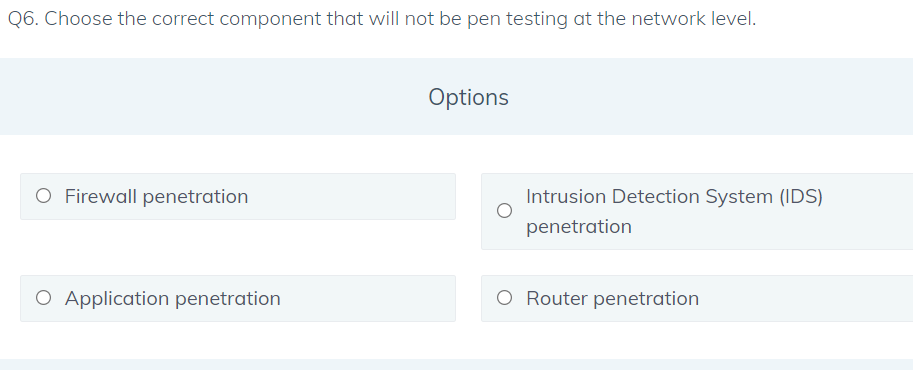 Q6. Choose the correct component that will not be pen testing at the network level.
Options
Firewall penetration
Intrusion Detection System (IDS)
penetration
Application penetration
Router penetration